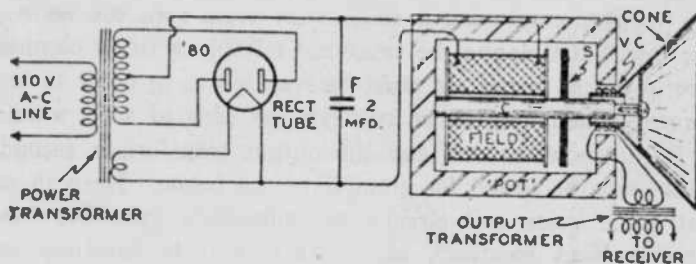 110 V
A-C
LINE
POWER
TRANSFORMER
'80
RECT
TUBE
F
2
MFD.
FIELD
C
POT
S
VC
CONE
OUTPUT
TRANSFORMER
TO
RECEIVER